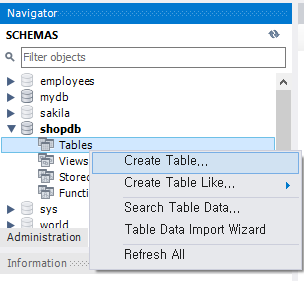 Navigator
SCHEMAS
Filter objects
employees
mydb
sakila
shopdb
Tables
Views
Stored
Functi
sys
world
Create Table...
Create Table Like...
Search Table Data...
Table Data Import Wizard
Refresh All
Administration
Information